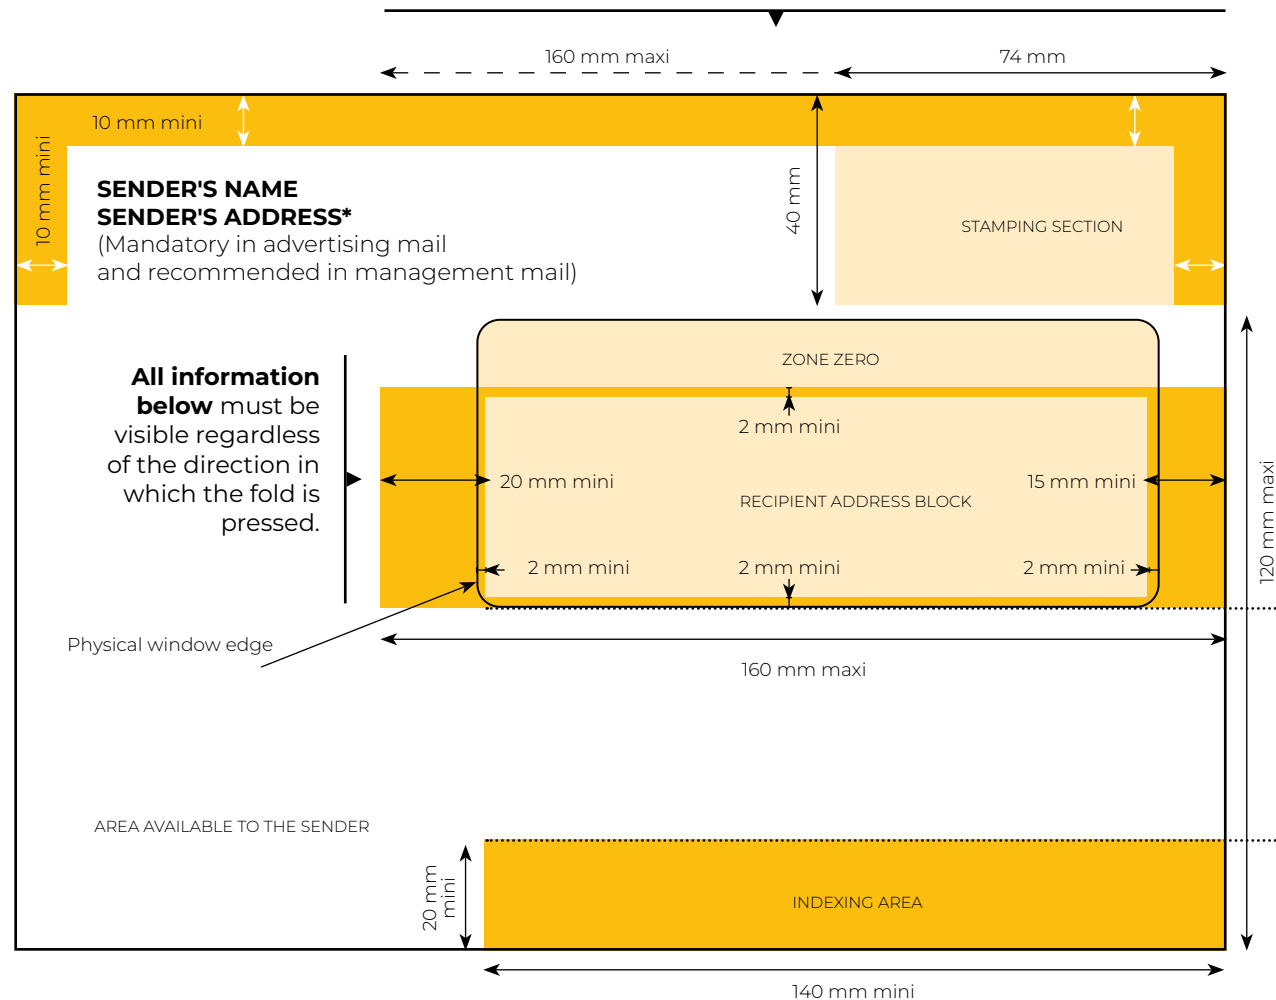 160 mm maxi
74 mm
10 mm mini
10 mm mini
SENDER'S NAME
SENDER'S ADDRESS*
(Mandatory in advertising mail
and recommended in management mail)
40 mm
STAMPING SECTION
ZONE ZERO
All information
below must be
visible regardless
of the direction in
which the fold is
pressed.
2 mm mini
20 mm mini
15 mm mini
RECIPIENT ADDRESS BLOCK
2 mm mini
2 mm mini
2 mm mini
120 mm maxi
Physical window edge
160 mm maxi
AREA AVAILABLE TO THE SENDER
20 mm
mini
INDEXING AREA
140 mm mini